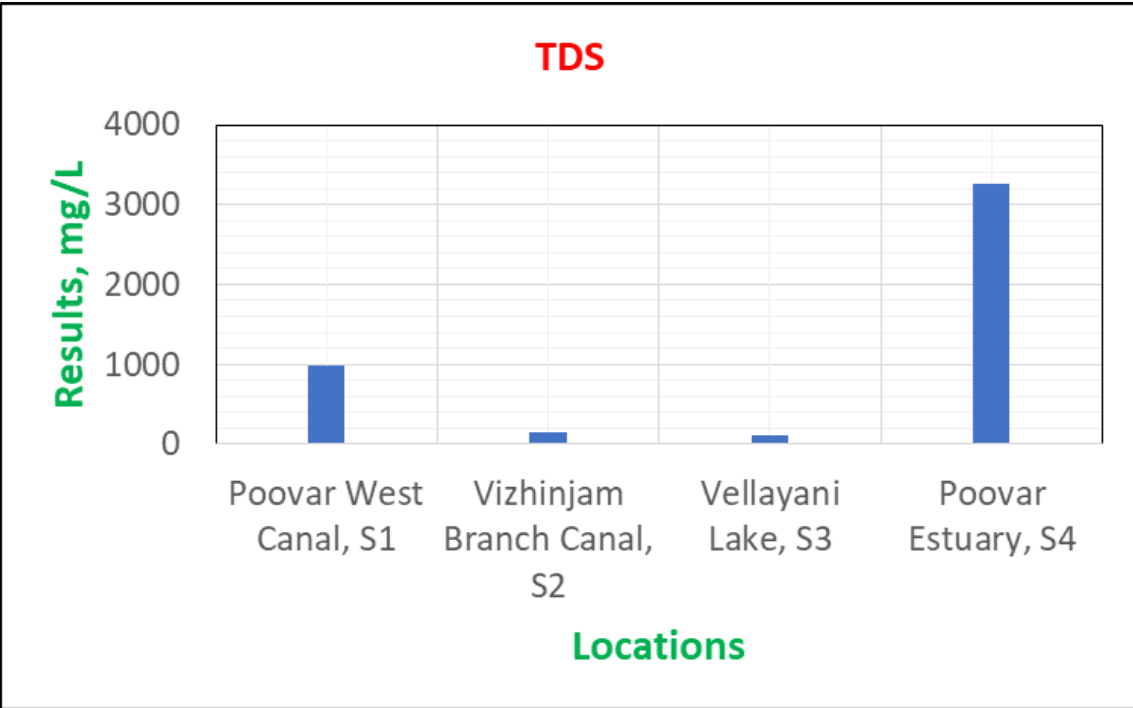 TDS
Results, mg/L
4000
3000
2000
1000
0
Poovar West
Canal, S1
Vizhinjam
Branch Canal,
S2
Vellayani
Lake, S3
Poovar
Estuary, S4
Locations